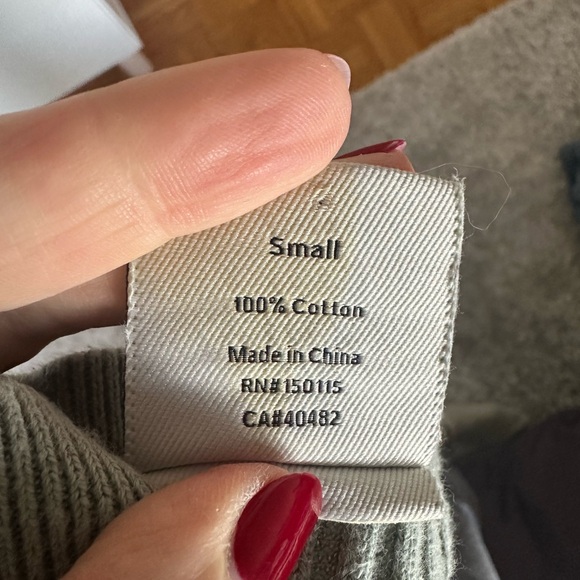 Small
100% Cotton
Made in China
RN#150115
CA#40482